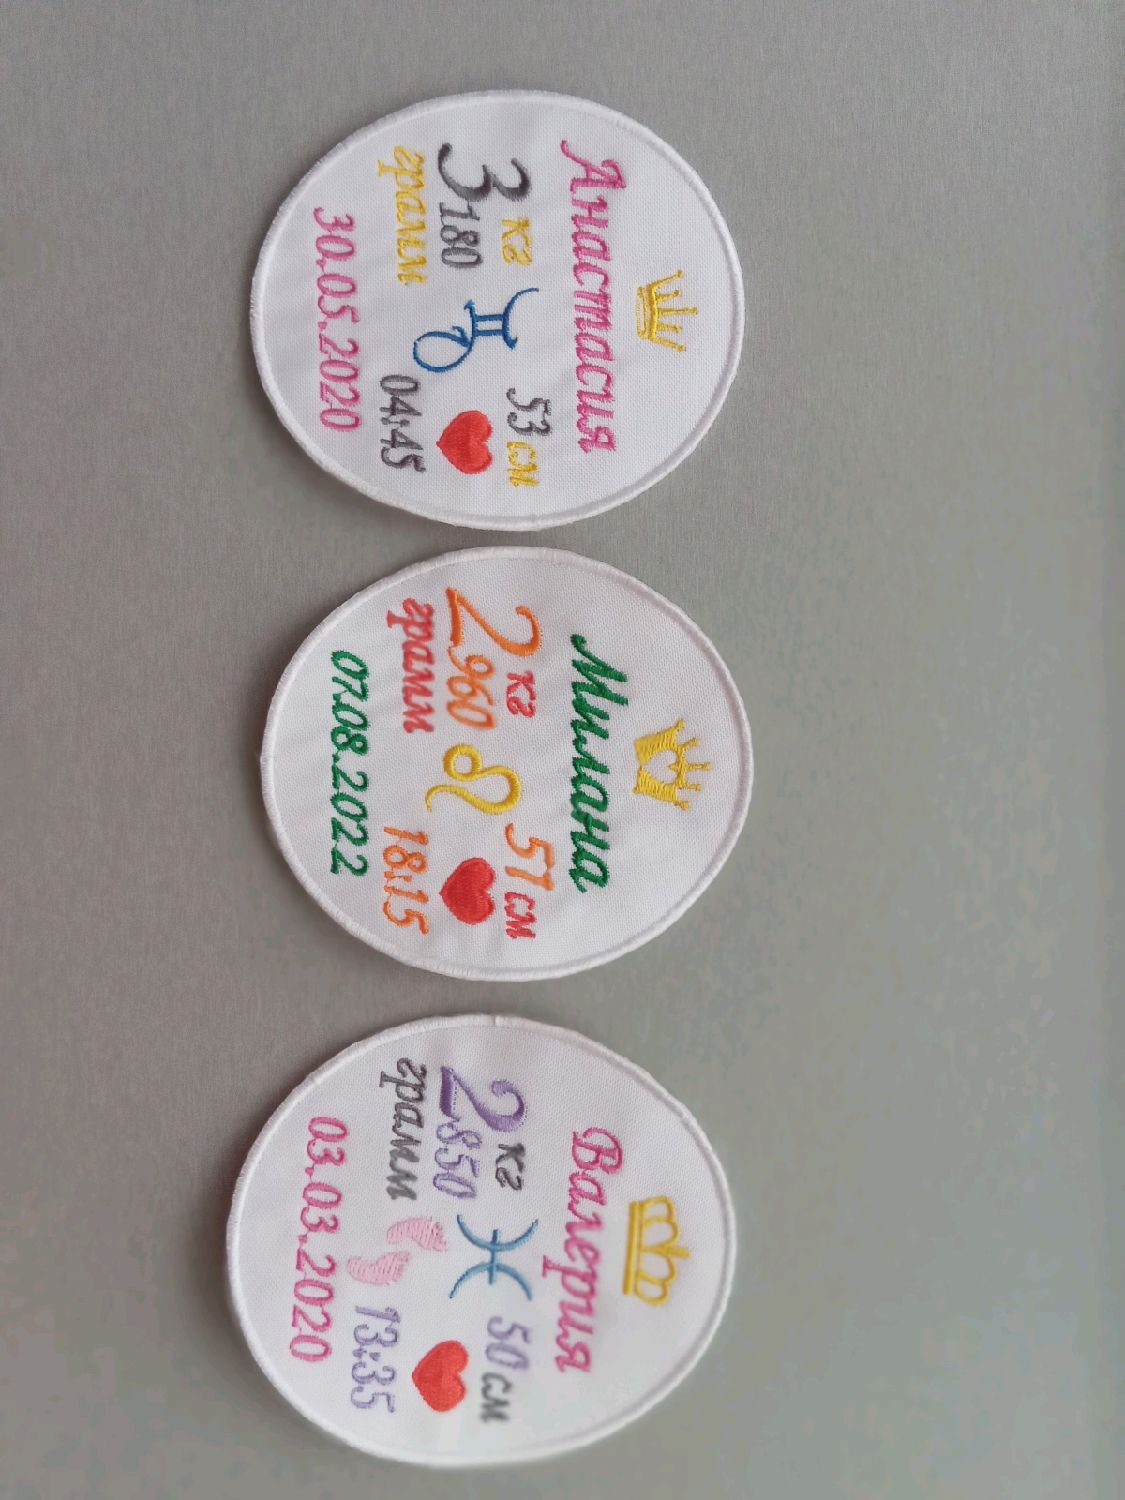 Анастасия
3 кг
180
грамм
53 см
04:45
30.05.2020
Милана
2 кг
960
грамм
51 см
18:15
07.08.2022
Валерия
2 кг
850
грамм
50 см
13:35
03.03.2020